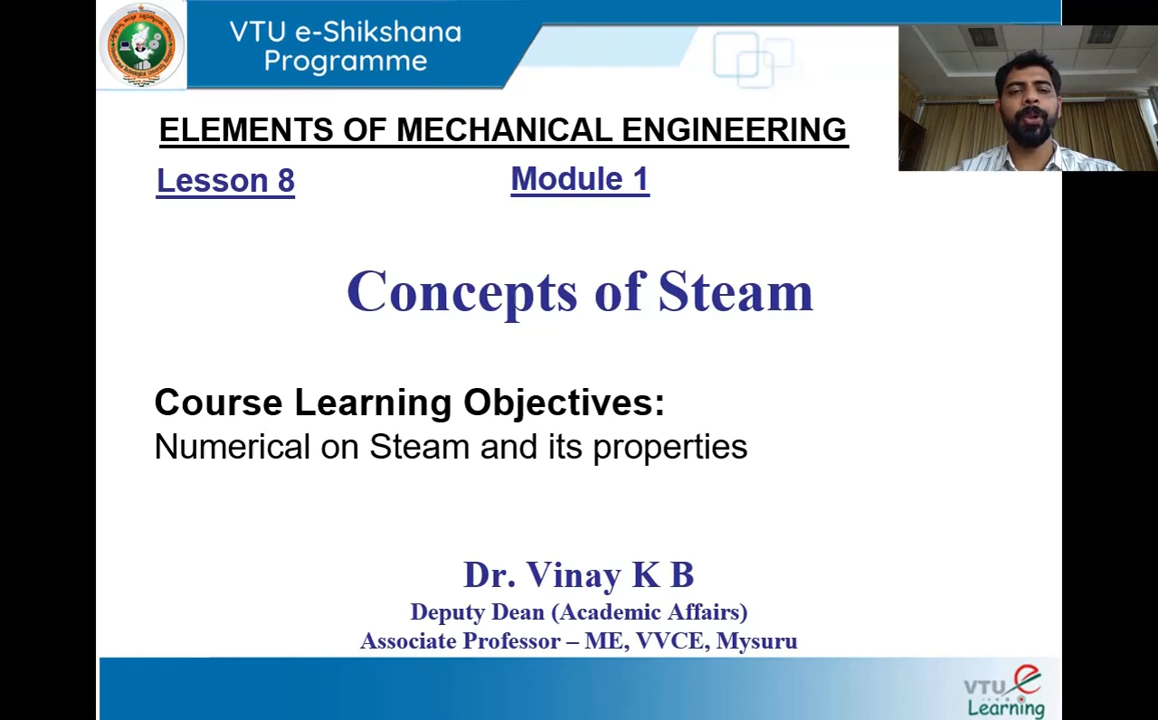 VTU e-Shikshana
Programme
ELEMENTS OF MECHANICAL ENGINEERING
Lesson 8
Module 1
Concepts of Steam
Course Learning Objectives:
Numerical on Steam and its properties
Dr. Vinay K B
Deputy Dean (Academic Affairs)
Associate Professor – ME, VVCE, Mysuru
VTU e
Learning